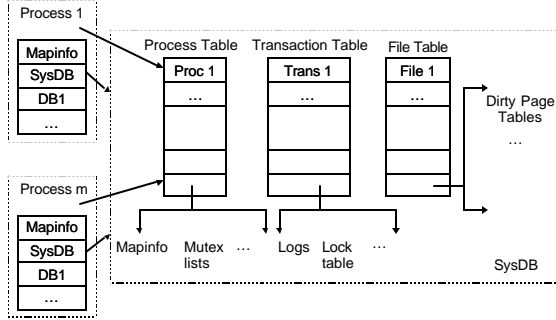 Process 1
Mapinfo
SysDB
DB1
…
Process Table
Transaction Table
File Table
Proc 1
…
Trans 1
…
File 1
…
Dirty Page
Tables
…
Process m
Mapinfo
SysDB
DB1
…
Mapinfo
Mutex
lists
…
Logs
Lock
table
…
SysDB